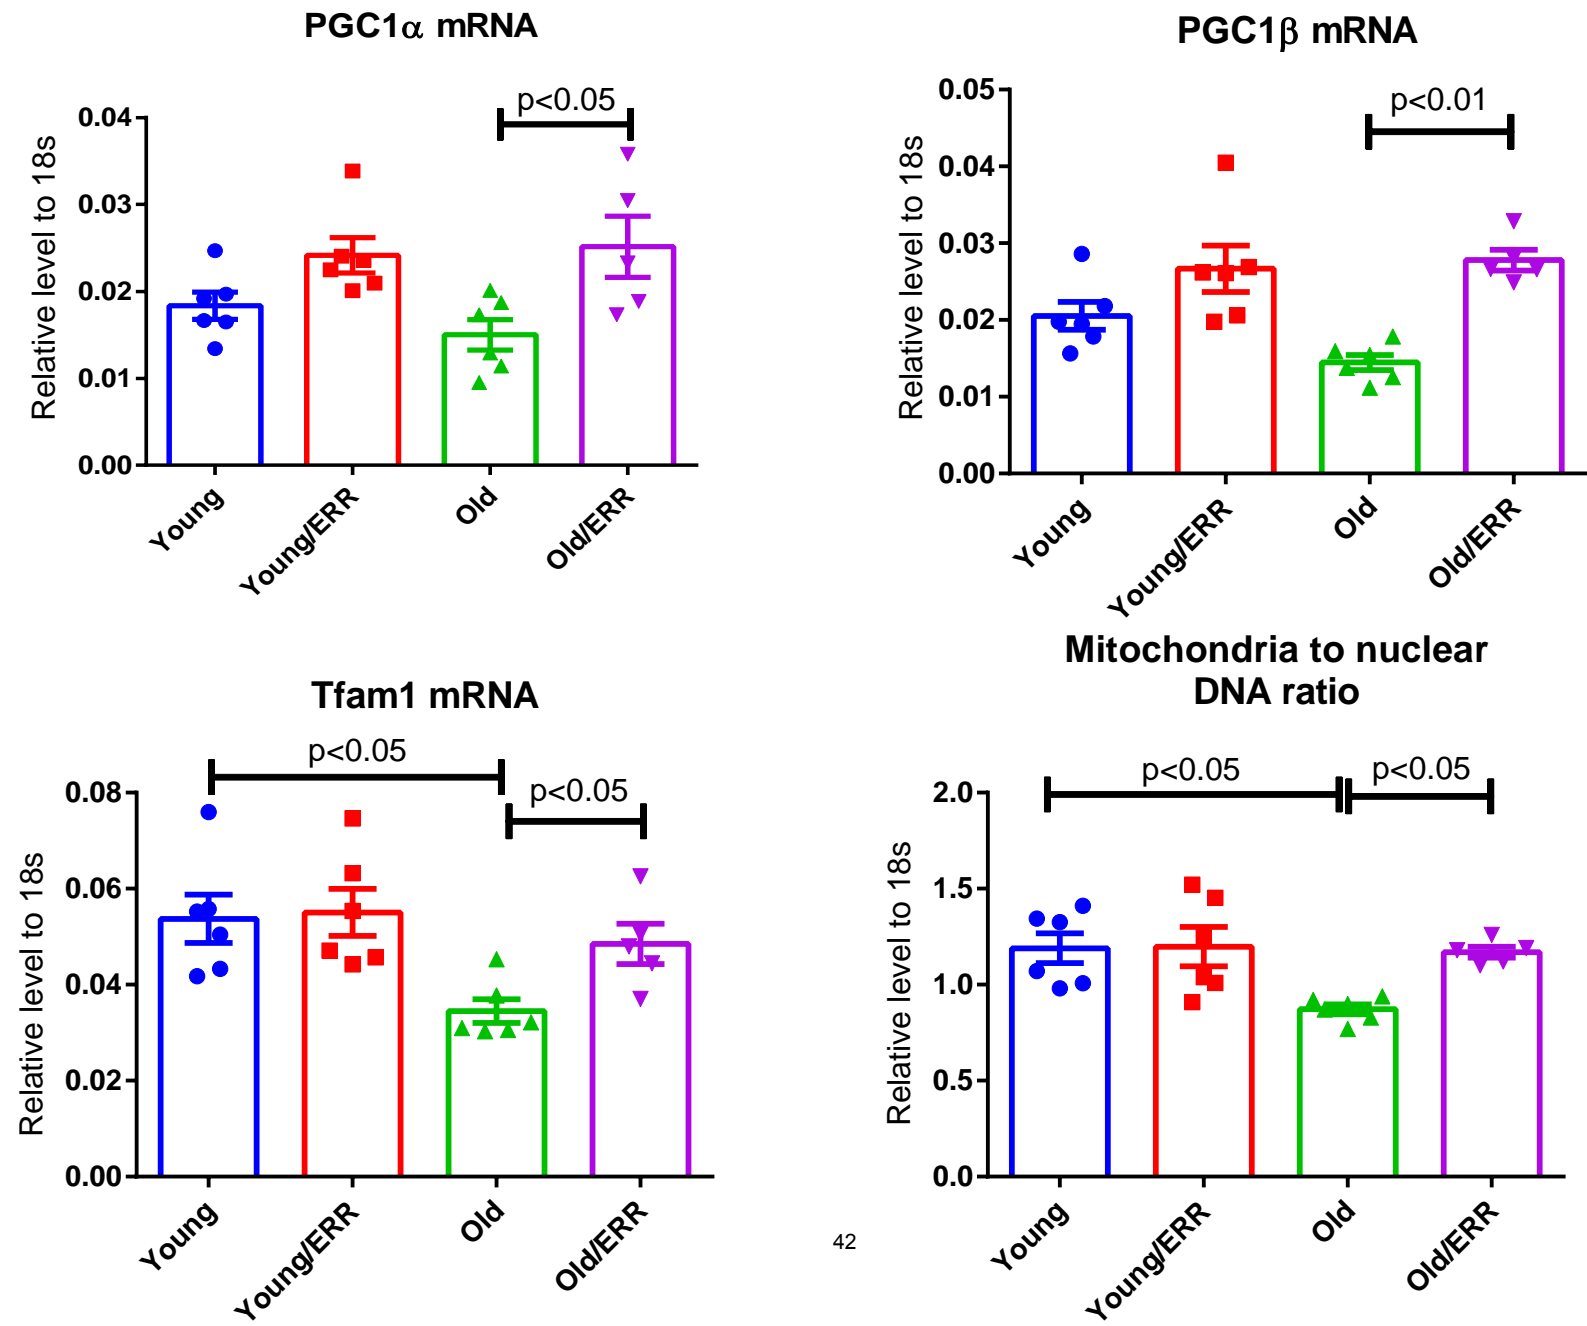 PGC1α mRNA
p<0.05
Relative level to 18s
0.04
0.03
0.02
0.01
0.00
Young
Young/ERR
Old
Old/ERR
PGC1β mRNA
p<0.01
Relative level to 18s
0.05
0.04
0.03
0.02
0.01
0.00
Young
Young/ERR
Old
Old/ERR
Tfam1 mRNA
p<0.05
p<0.05
Relative level to 18s
0.08
0.06
0.04
0.02
0.00
Young
Young/ERR
Old
Old/ERR
Mitochondria to nuclear
DNA ratio
p<0.05
p<0.05
Relative level to 18s
2.0
1.5
1.0
0.5
0.0
Young
Young/ERR
Old
Old/ERR
42